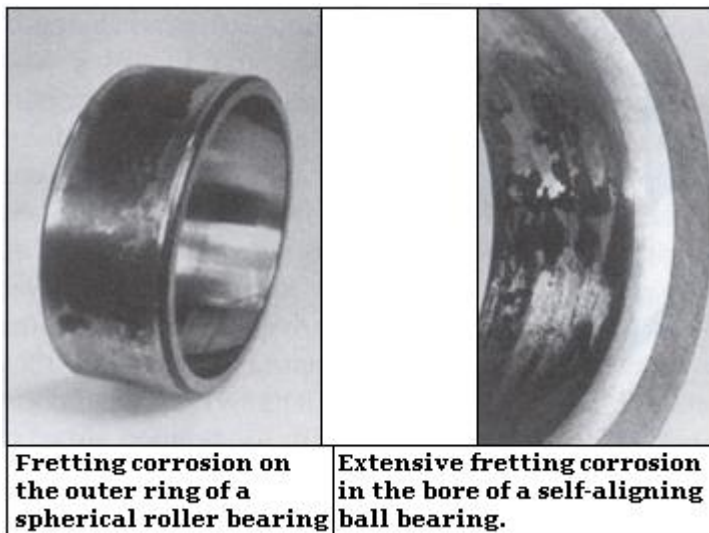 Fretting corrosion on
the outer ring of a
spherical roller bearing
Extensive fretting corrosion
in the bore of a self-aligning
ball bearing.